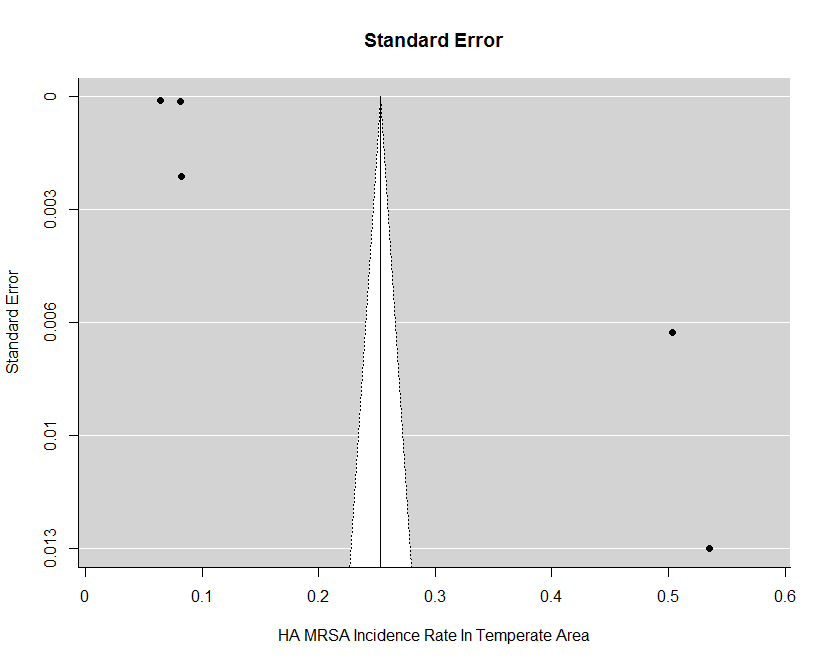 Standard Error
0
0.003
0.006
0.01
0.013
Standard Error
0 0.1 0.2 0.3 0.4 0.5 0.6
HA MRSA Incidence Rate In Temperate Area